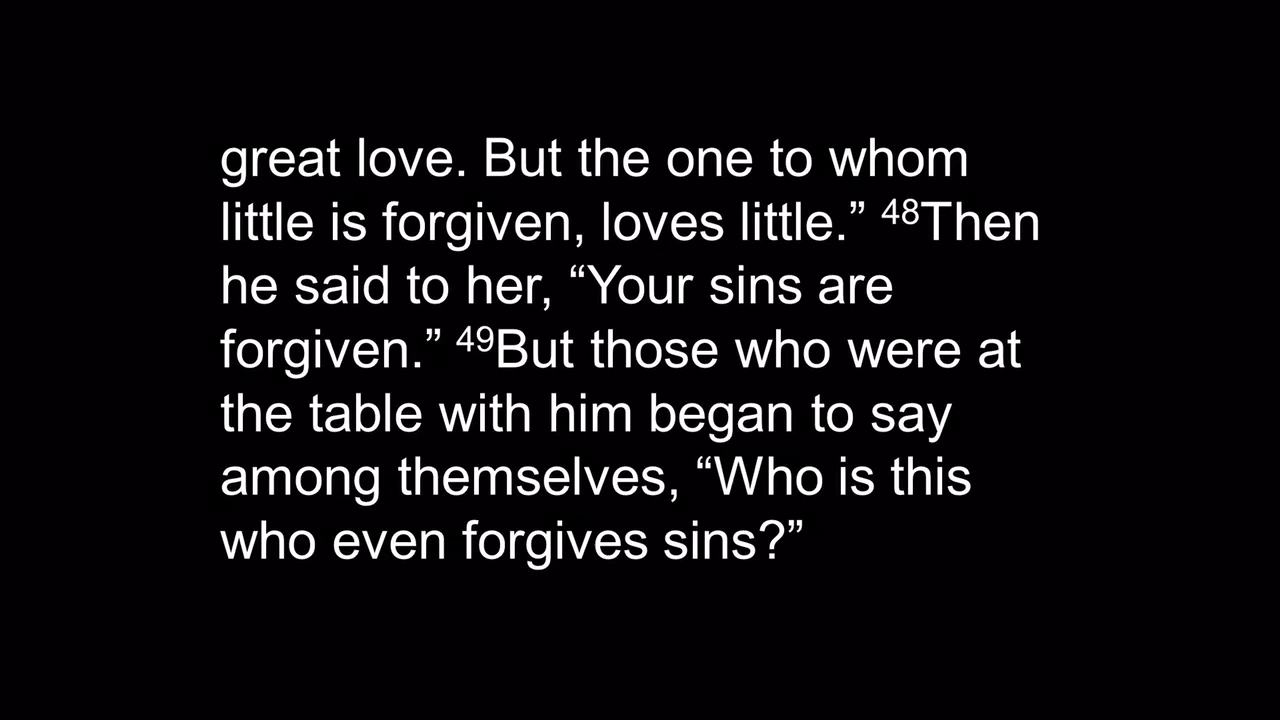 great love. But the one to whom
little is forgiven, loves little.” 48Then
he said to her, “Your sins are
forgiven.” 49But those who were at
the table with him began to say
among themselves, “Who is this
who even forgives sins?”